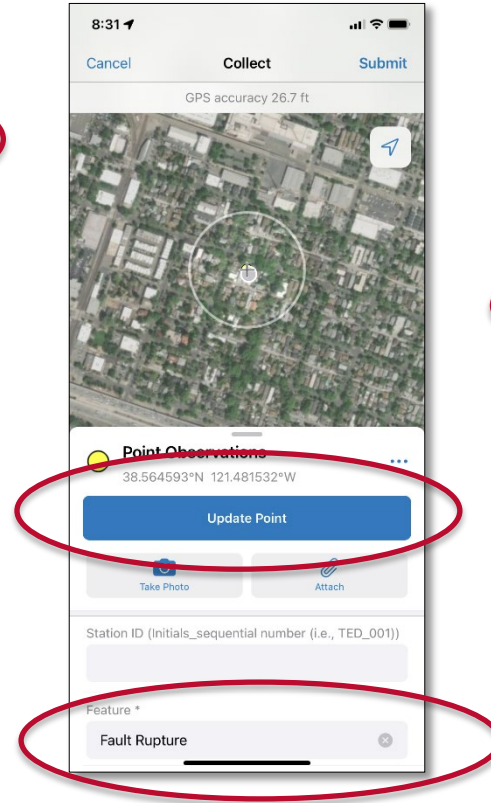 8:31
Cancel Collect Submit
GPS accuracy 26.7 ft
Point Observations
38.564593°N 121.481532°W
Update Point
Take Photo Attach
Station ID (Initials_sequential number (i.e., TED_001))
Feature *
Fault Rupture